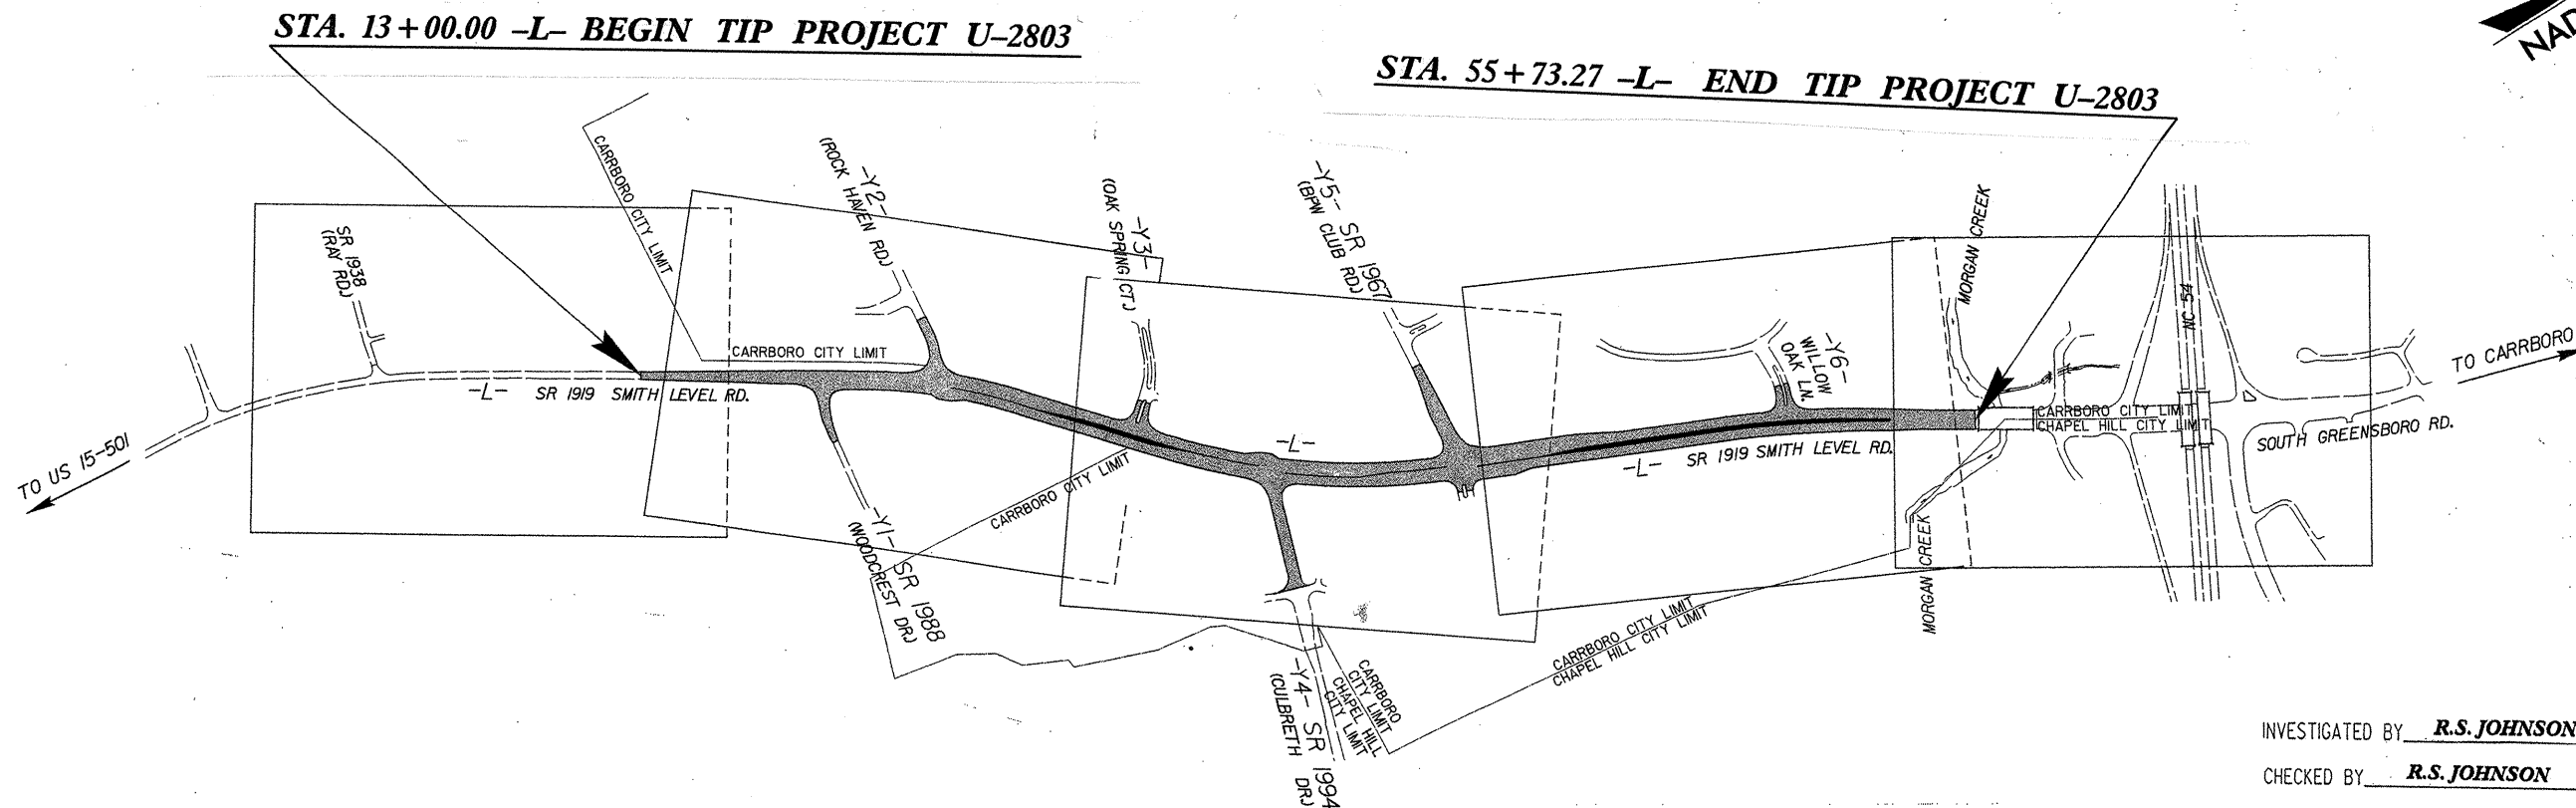 STA. 13+00.00 –L– BEGIN TIP PROJECT U–2803
STA. 55+73.27 –L– END TIP PROJECT U–2803
CARRBORO CITY LIMIT
–Y2–
(ROCK HAVEN RD.)
–Y3–
(OAK SPRING CT.)
–Y5– SR 1967
(BPW CLUB RD.)
MORGAN CREEK
SR 1938
(RAY RD.)
NC 54
–Y6–
WILLOW
OAK LN.
CARRBORO CITY LIMIT
TO CARRBORO
–L– SR 1919 SMITH LEVEL RD.
CARRBORO CITY LIMIT
CHAPEL HILL CITY LIMIT
SOUTH GREENSBORO RD.
–L–
–L– SR 1919 SMITH LEVEL RD.
TO US 15-501
CARRBORO CITY LIMIT
–Y1– SR 1988
(WOODCREST DR.)
MORGAN CREEK
CARRBORO CITY LIMIT
CHAPEL HILL CITY LIMIT
–Y4– SR 1994
(CULBRETH DR.)
CARRBORO
CITY LIMIT
CHAPEL HILL
CITY LIMIT
INVESTIGATED BY R.S. JOHNSON
CHECKED BY R.S. JOHNSON